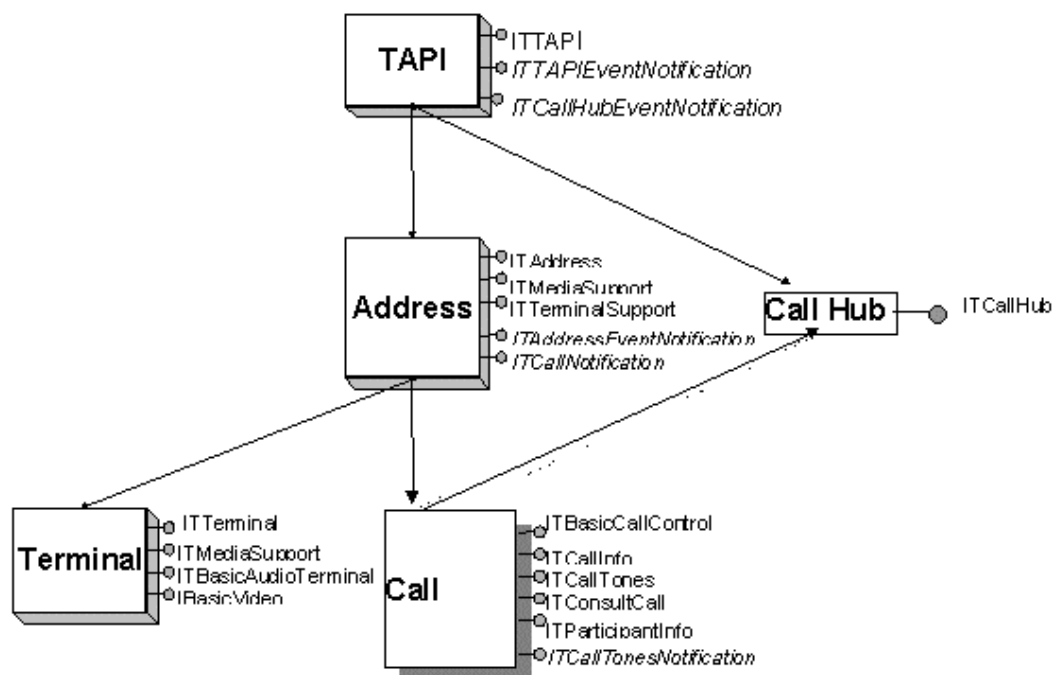 TAPI
ITTAPI
ITTAPIEventNotification
ITCallHubEventNotification
Address
ITAddress
ITMediaSupport
ITTerminalSupport
ITAddressEventNotification
ITCallNotification
Call Hub
ITCallHub
Terminal
ITTerminal
ITMediaSupport
ITBasicAudioTerminal
IBasicVideo
Call
ITBasicCallControl
ITCallInfo
ITCallTones
ITConsultCall
ITParticipantInfo
ITCallTonesNotification